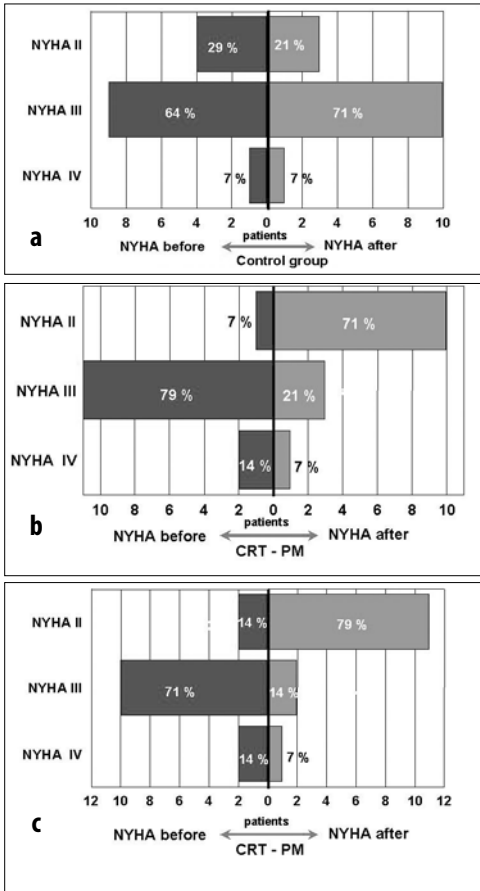 NYHA II 29 % 21 %
NYHA III 64 % 71 %
NYHA IV 7 % 7 %
10 8 6 4 2 0 2 4 6 8 10
patients
NYHA before NYHA after
Control group
a
NYHA II 7 % 71 %
NYHA III 79 % 21 %
NYHA IV 14 % 7 %
10 8 6 4 2 0 2 4 6 8 10
patients
NYHA before NYHA after
CRT - PM
b
NYHA II 14 % 79 %
NYHA III 71 % 14 %
NYHA IV 14 % 7 %
12 10 8 6 4 2 0 2 4 6 8 10 12
patients
NYHA before NYHA after
CRT - PM
c